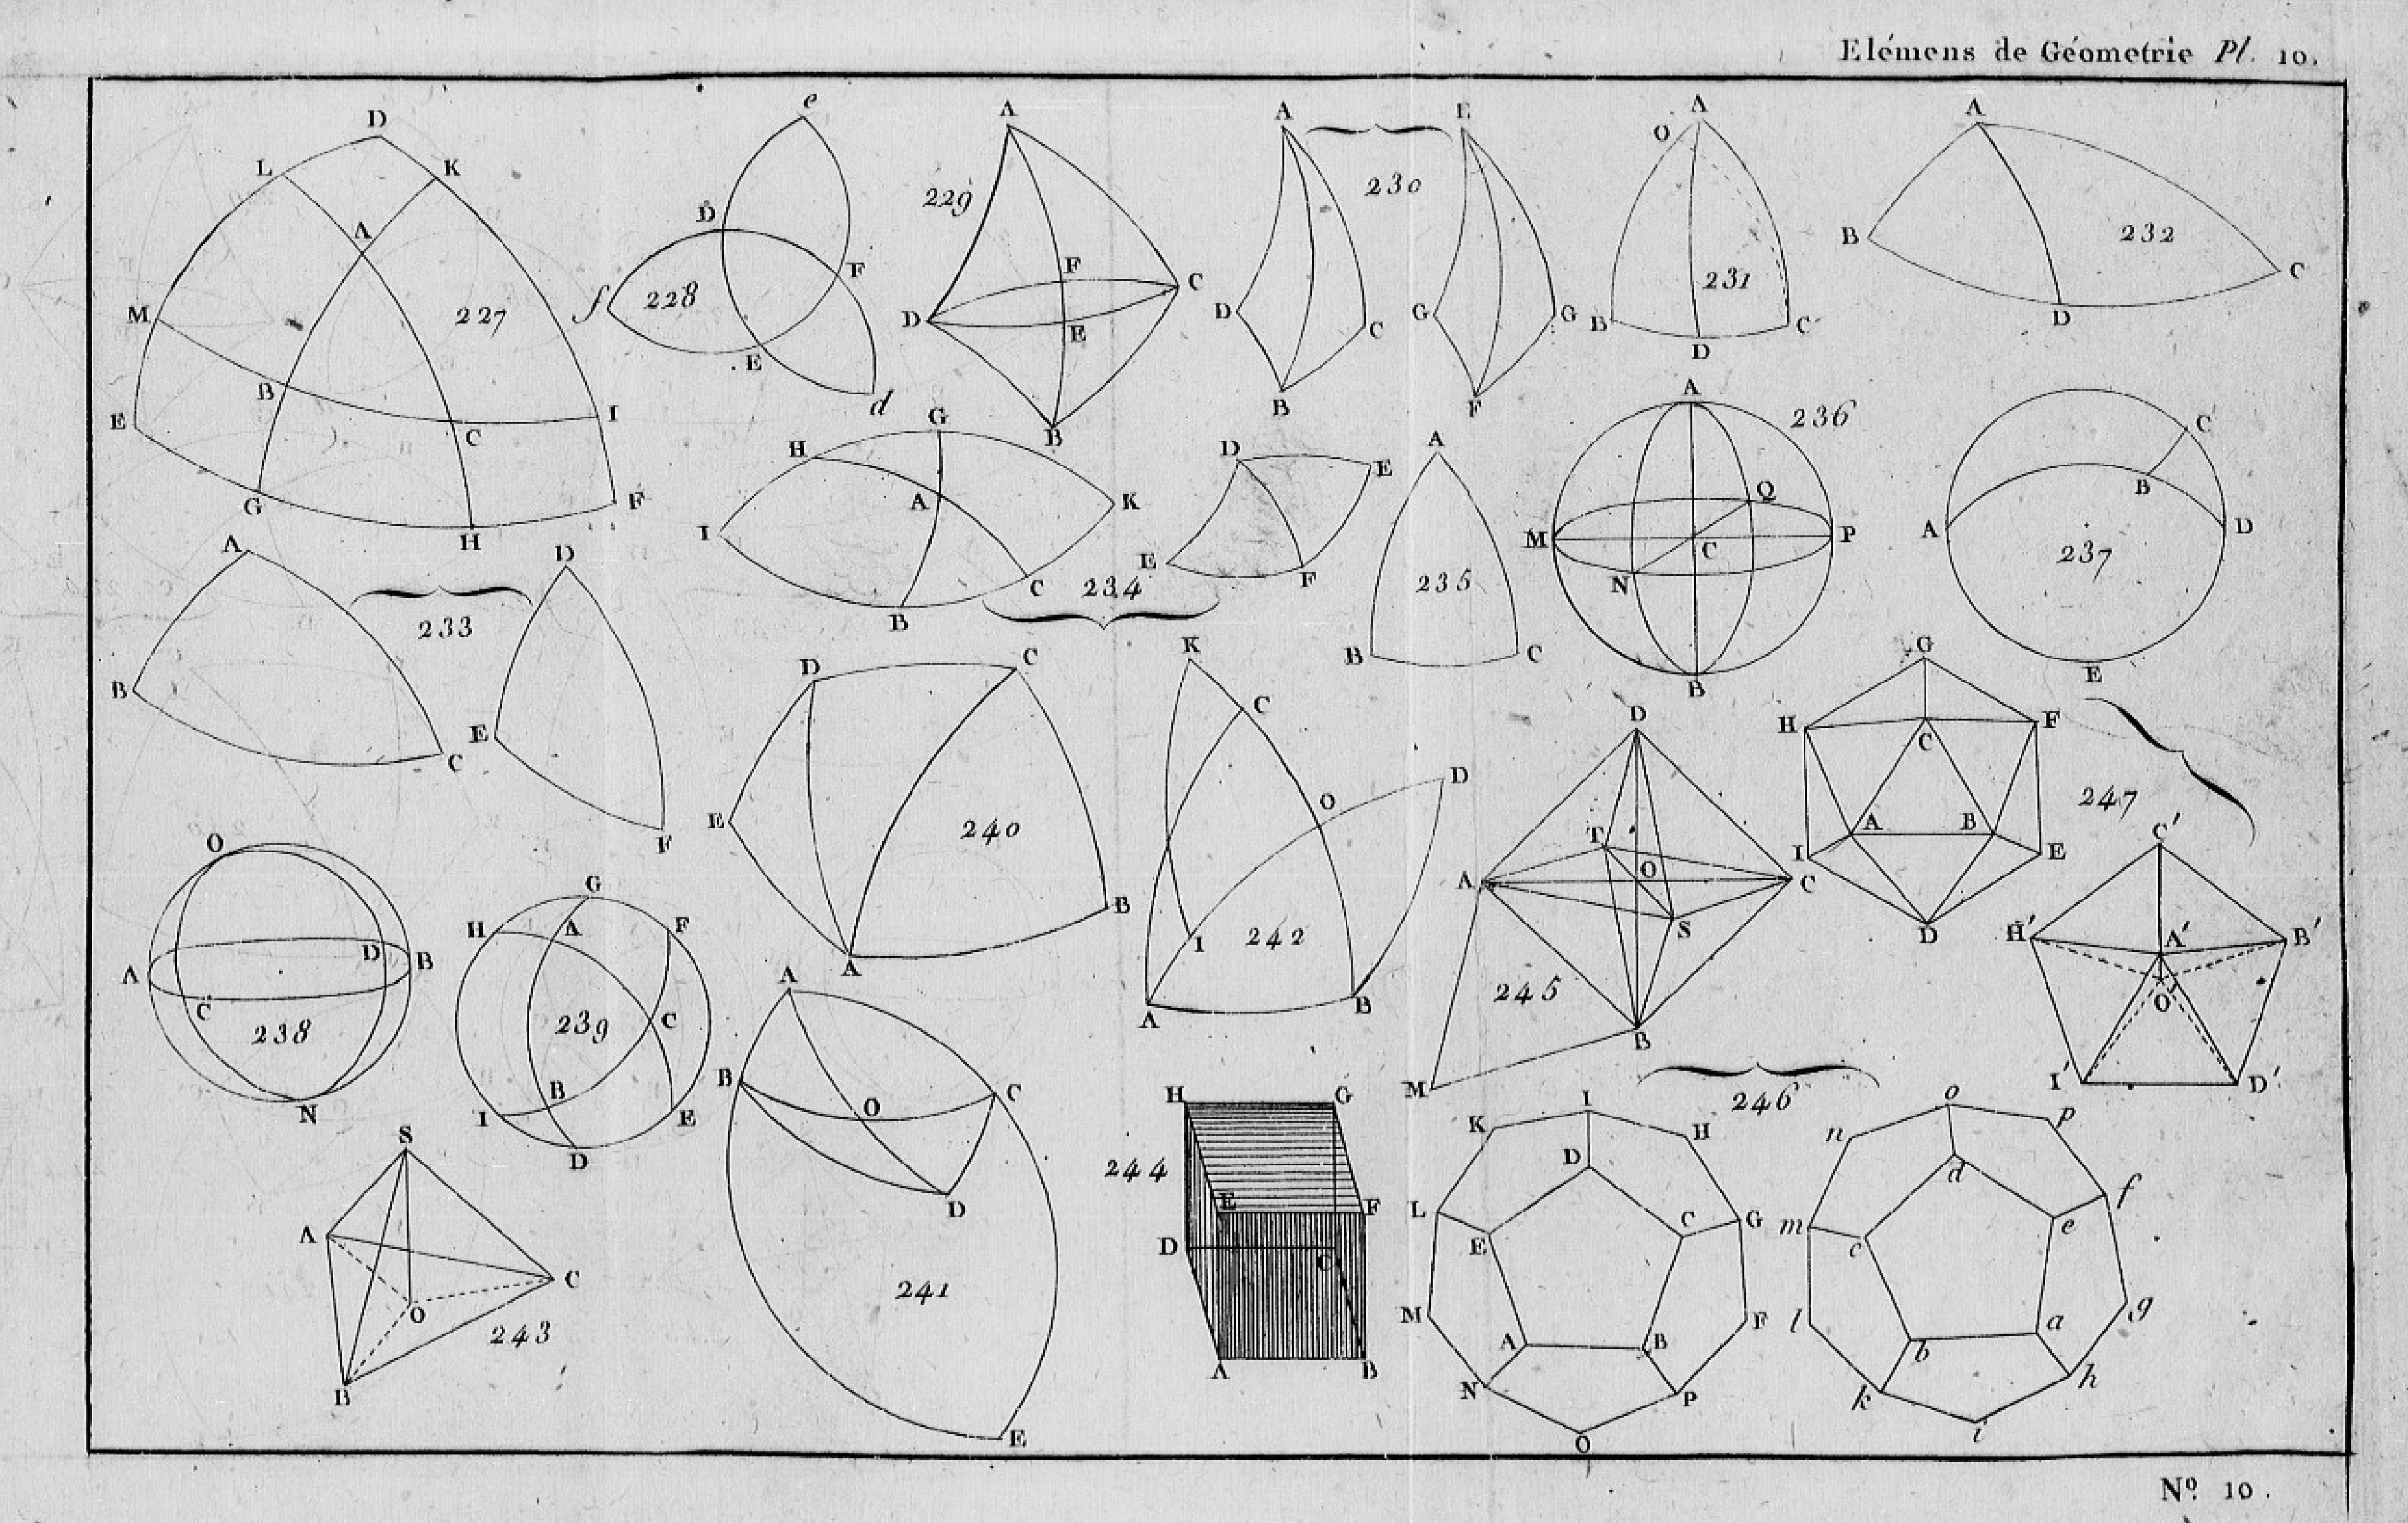 Elémens de Géometrie Pl. 10.
D
L K
A
M
227
B
E
C
I
G
H
F
e
D
F
f
228
E
d
A
229
F
C
D
E
B
A
D
C
B
230
E
G G
F
A
O
231
B C
D
A
B
232
C
D
A
B
C
233
D
E
F
G
H
A K
I
C
B
234
D
E
E
F
A
235
B C
A
236
Q
M P
C
N
B
C
B
A D
237
E
O
D B
A
C
238
N
G
H A F
239
C
B
I E
D
D C
E
240
B
A
A
B O C
D
241
E
K
C
D
O
I
242
B
A
S
A
C
O
243
B
H G
244
E F
D C
A B
D
T
O
A C
S
245
B
M
G
H F
C
247
A B
I E
D
C'
H' A' B'
O'
I' D'
246
I
K H
D
L C G
E
M F
A B
N P
O
o
n p
d
f
m e
c
l g
a
b
k h
i
Nº. 10.